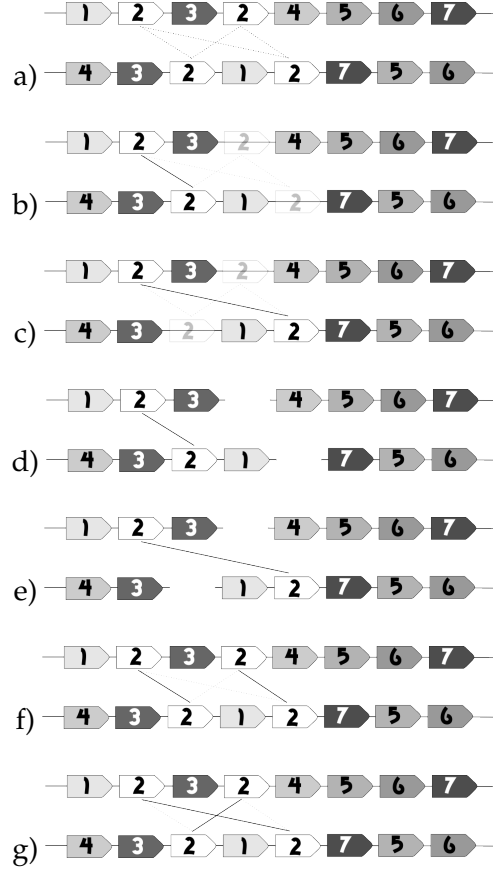 1 2 3 2 4 5 6 7
a) 4 3 2 1 2 7 5 6
1 2 3 2 4 5 6 7
b) 4 3 2 1 2 7 5 6
1 2 3 2 4 5 6 7
c) 4 3 2 1 2 7 5 6
1 2 3 4 5 6 7
d) 4 3 2 1 7 5 6
1 2 3 4 5 6 7
e) 4 3 1 2 7 5 6
1 2 3 2 4 5 6 7
f) 4 3 2 1 2 7 5 6
1 2 3 2 4 5 6 7
g) 4 3 2 1 2 7 5 6